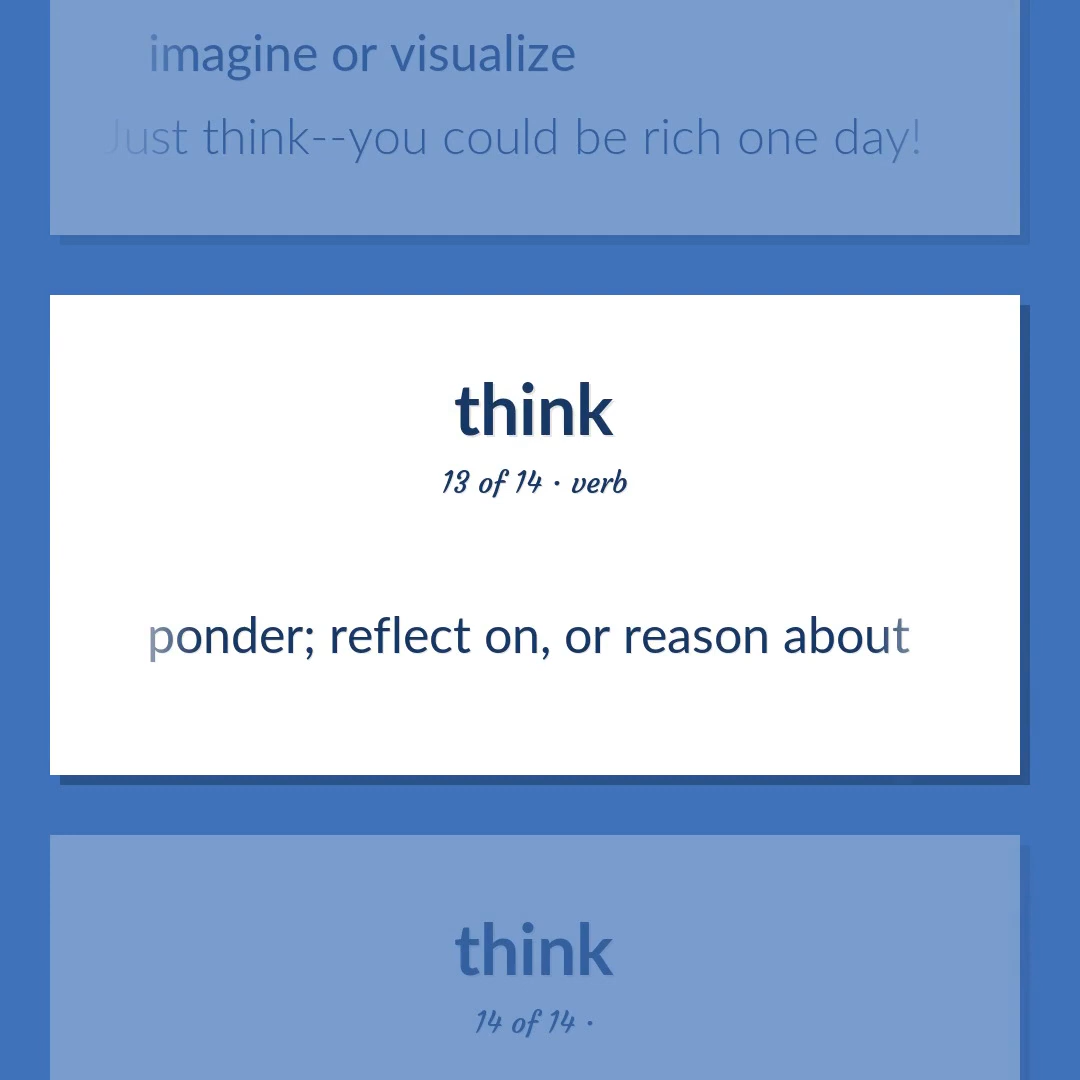 imagine or visualize
Just think--you could be rich one day!
think
13 of 14 · verb
ponder; reflect on, or reason about
think
14 of 14 ·